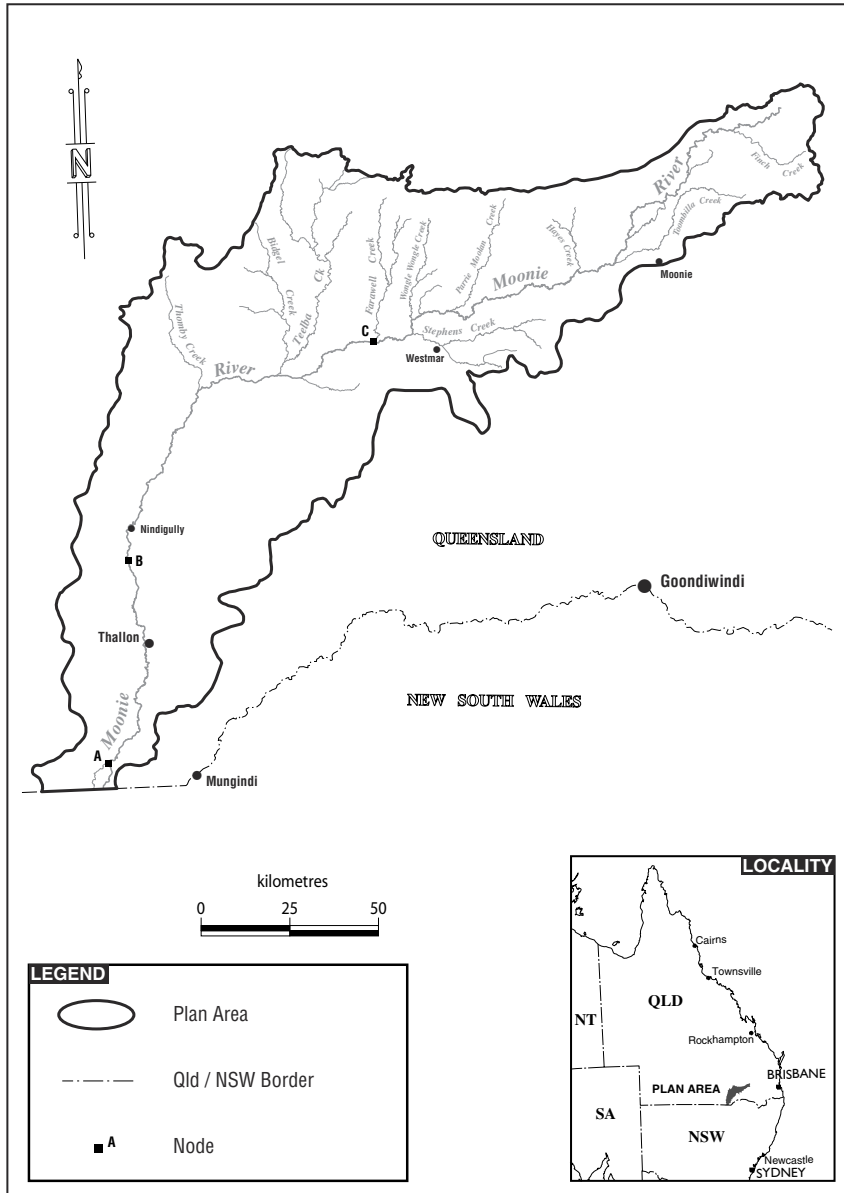 N
River
Finch
Creek
Toombilla Creek
Hayes Creek
Parrie Moolan Creek
Wongle Wongle Creek
Farawell Creek
Bidgel
Creek
Teelba
Ck
Moonie
Moonie
Stephens Creek
C
Westmar
Thomby Creek
River
Nindigully
B
QUEENSLAND
Goondiwindi
Thallon
NEW SOUTH WALES
Moonie
A
Mungindi
kilometres
0 25 50
LEGEND
Plan Area
Qld / NSW Border
A
Node
LOCALITY
Cairns
Townsville
QLD
NT
Rockhampton
BRISBANE
PLAN AREA
SA
NSW
Newcastle
SYDNEY